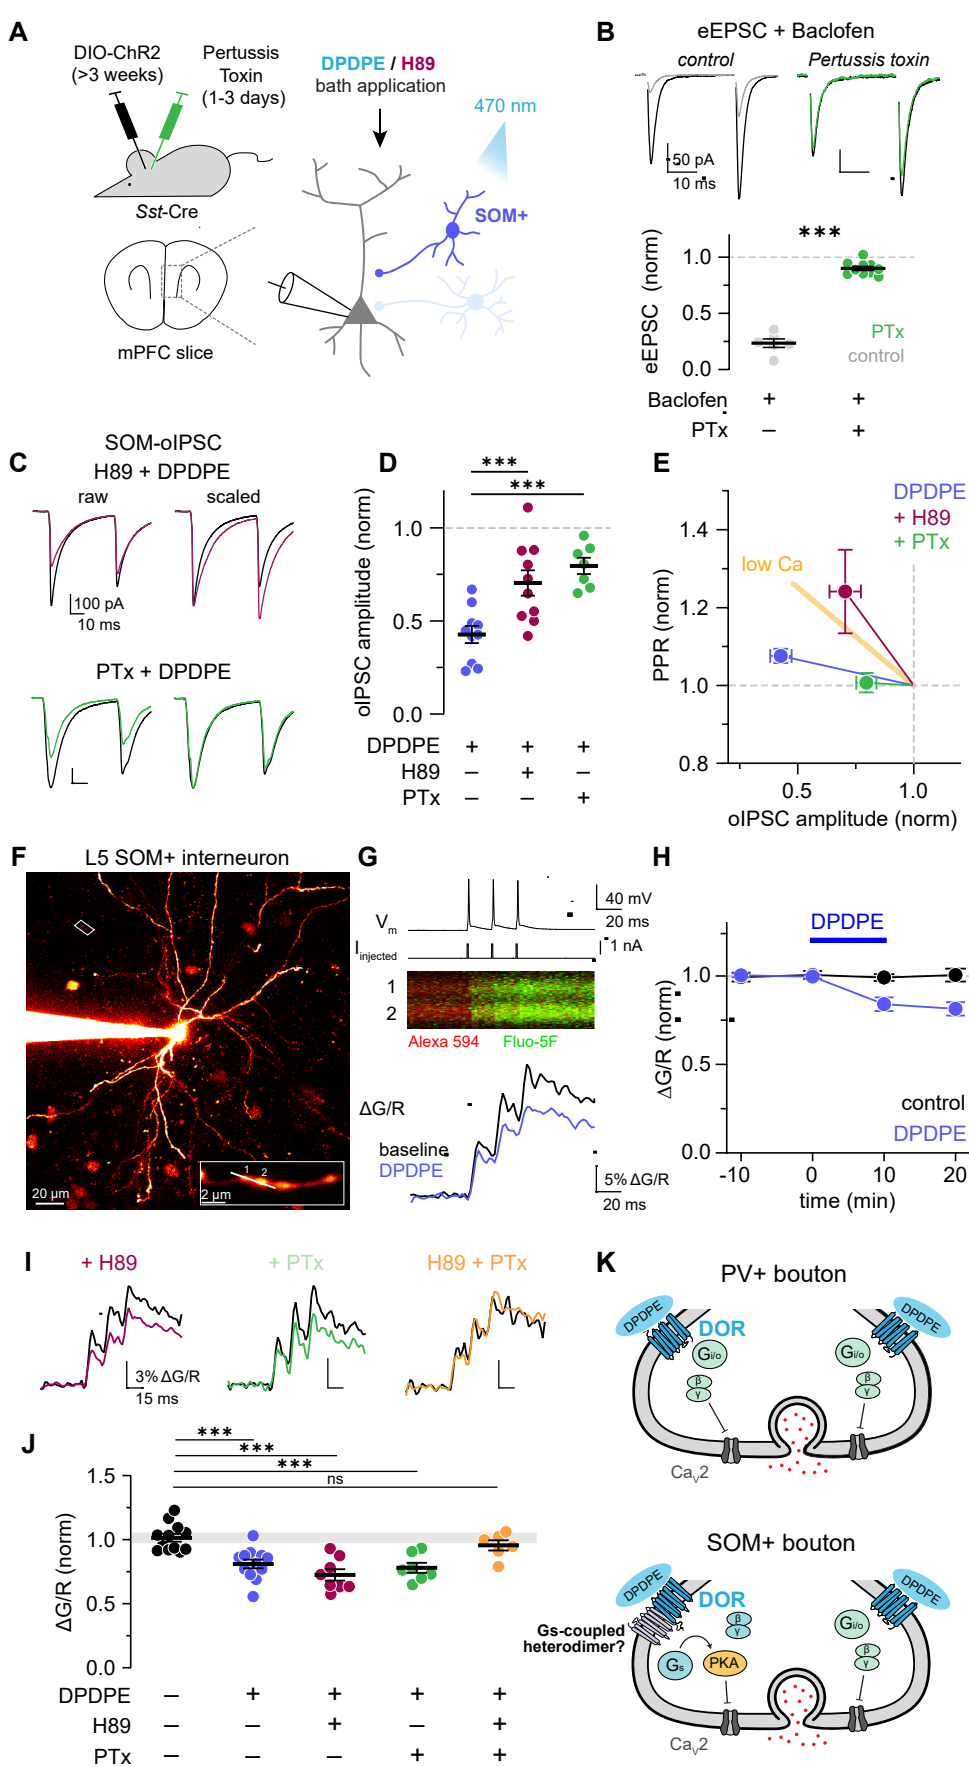 A
DIO-ChR2
(>3 weeks)
Pertussis
Toxin
(1-3 days)
Sst-Cre
mPFC slice
DPDPE / H89
bath application
470 nm
SOM+
B
eEPSC + Baclofen
control
Pertussis toxin
50 pA
10 ms
***
eEPSC (norm)
1.0
0.5
0.0
PTx
control
Baclofen + +
PTx – +
C
SOM-oIPSC
H89 + DPDPE
raw
scaled
100 pA
10 ms
PTx + DPDPE
D
***
***
oIPSC amplitude (norm)
1.0
0.5
0.0
DPDPE + + +
H89 – + –
PTx – – +
E
DPDPE
+ H89
+ PTx
low Ca
PPR (norm)
1.4
1.2
1.0
0.8
0.5
1.0
oIPSC amplitude (norm)
F
L5 SOM+ interneuron
20 µm
1
2
2 µm
G
40 mV
20 ms
Vm
1 nA
Iinjected
1
2
Alexa 594
Fluo-5F
ΔG/R
baseline
DPDPE
5% ΔG/R
20 ms
H
DPDPE
ΔG/R (norm)
1.0
0.5
0.0
control
DPDPE
-10
0
10
20
time (min)
I
+ H89
+ PTx
H89 + PTx
3% ΔG/R
15 ms
J
***
***
***
ns
ΔG/R (norm)
1.5
1.0
0.5
0.0
DPDPE – + + + +
H89 – – + – +
PTx – – – + +
K
PV+ bouton
DPDPE
DOR
DPDPE
Gi/o
β
γ
Gi/o
β
γ
CaV2
SOM+ bouton
DPDPE
DOR
DPDPE
Gs-coupled
heterodimer?
β
γ
Gs
PKA
Gi/o
β
γ
CaV2